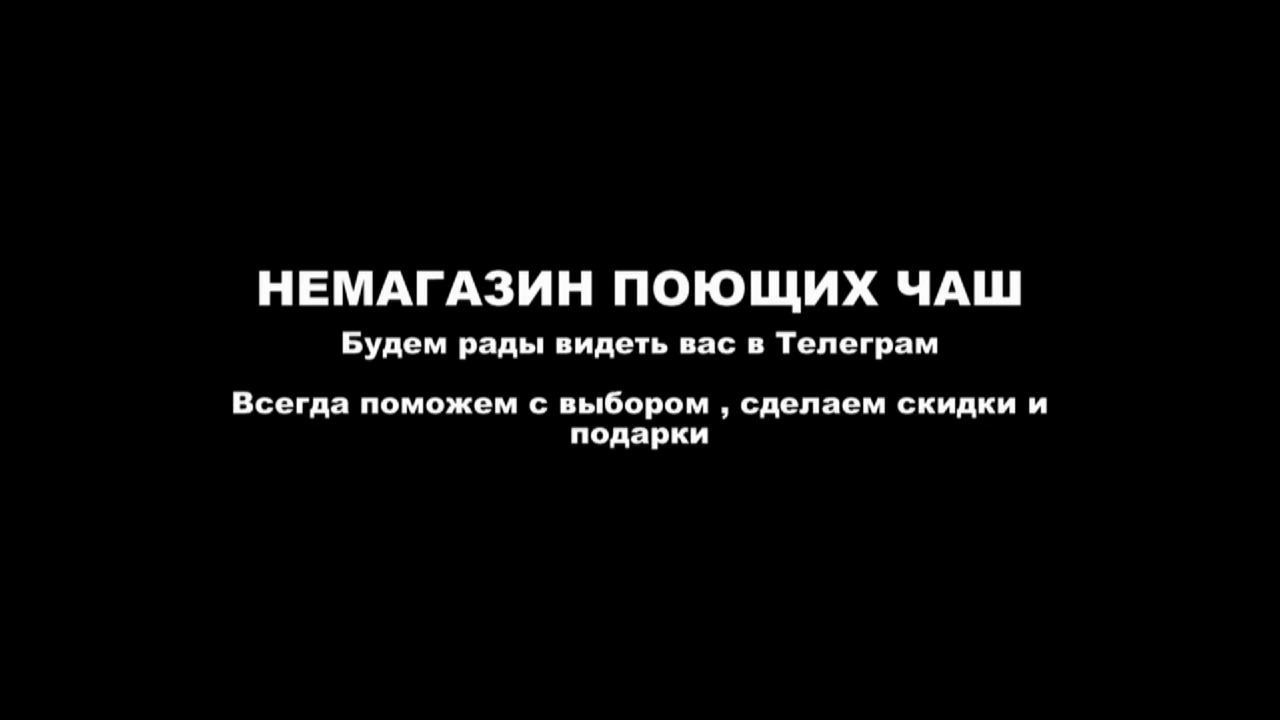 НЕМАГАЗИН ПОЮЩИХ ЧАШ
Будем рады видеть вас в Телеграм
Всегда поможем с выбором , сделаем скидки и
подарки